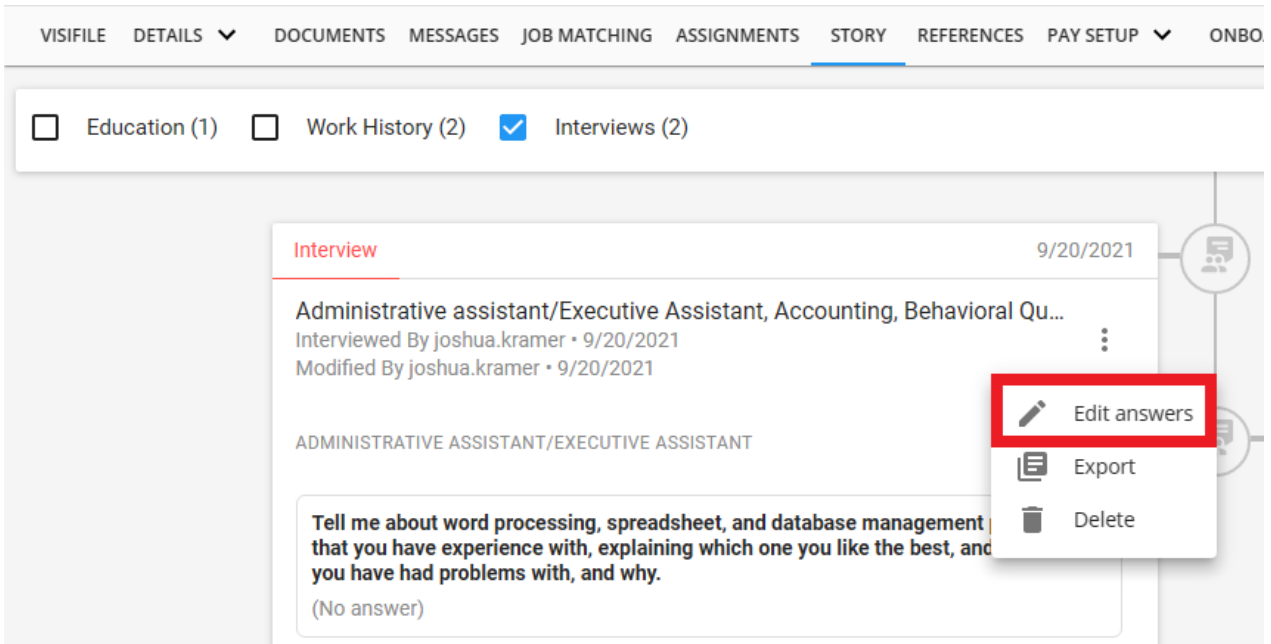 VISIFILE DETAILS DOCUMENTS MESSAGES JOB MATCHING ASSIGNMENTS STORY REFERENCES PAY SETUP
Education (1) Work History (2) Interviews (2)
Interview 9/20/2021
Administrative assistant/Executive Assistant, Accounting, Behavioral Qu...
Interviewed By joshua.kramer • 9/20/2021
Modified By joshua.kramer • 9/20/2021
Edit answers
ADMINISTRATIVE ASSISTANT/EXECUTIVE ASSISTANT
Export
Delete
Tell me about word processing, spreadsheet, and database management
that you have experience with, explaining which one you like the best, and
you have had problems with, and why.
(No answer)